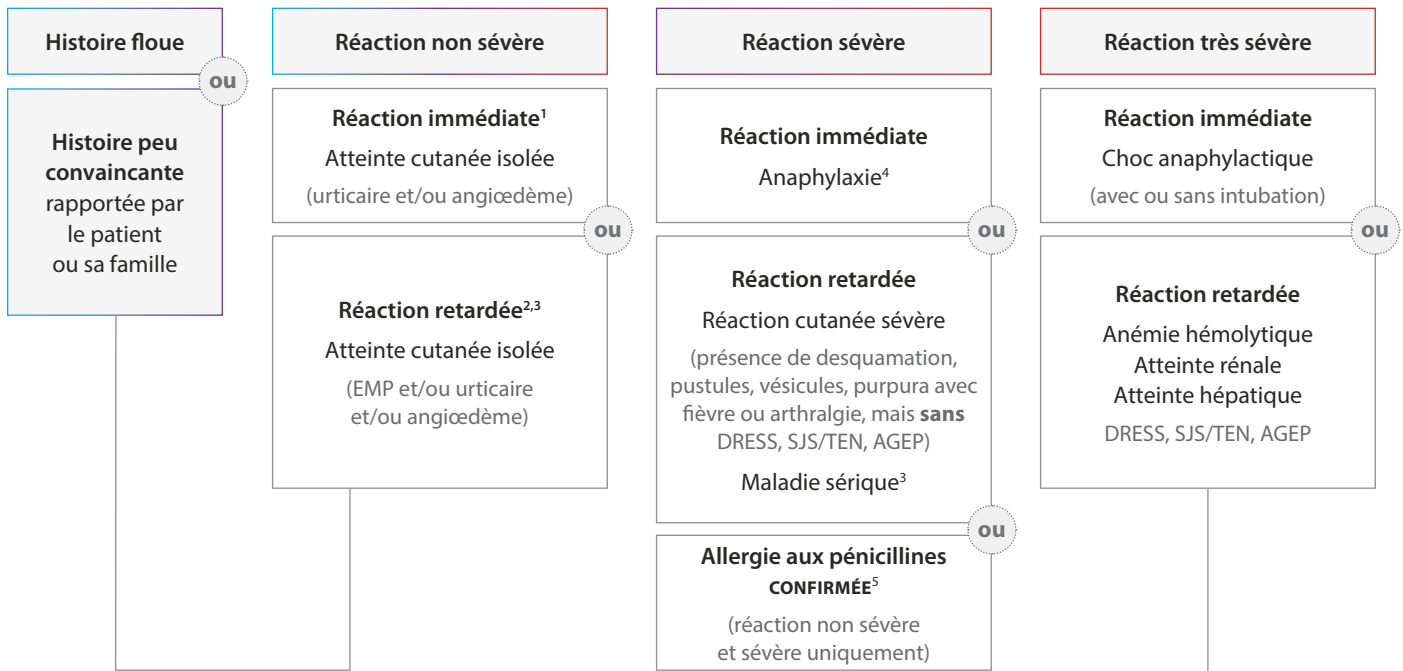 Histoire floue
ou
Histoire peu
convaincante
rapportée par
le patient
ou sa famille
Réaction non sévère
Réaction immédiate¹
Atteinte cutanée isolée
(urticaire et/ou angiœdème)
ou
Réaction retardée²,³
Atteinte cutanée isolée
(EMP et/ou urticaire
et/ou angiœdème)
Réaction sévère
Réaction immédiate
Anaphylaxie⁴
ou
Réaction retardée
Réaction cutanée sévère
(présence de desquamation,
pustules, vésicules, purpura avec
fièvre ou arthralgie, mais sans
DRESS, SJS/TEN, AGEP)
Maladie sérique³
ou
Allergie aux pénicillines
CONFIRMÉE⁵
(réaction non sévère
et sévère uniquement)
Réaction très sévère
Réaction immédiate
Choc anaphylactique
(avec ou sans intubation)
ou
Réaction retardée
Anémie hémolytique
Atteinte rénale
Atteinte hépatique
DRESS, SJS/TEN, AGEP